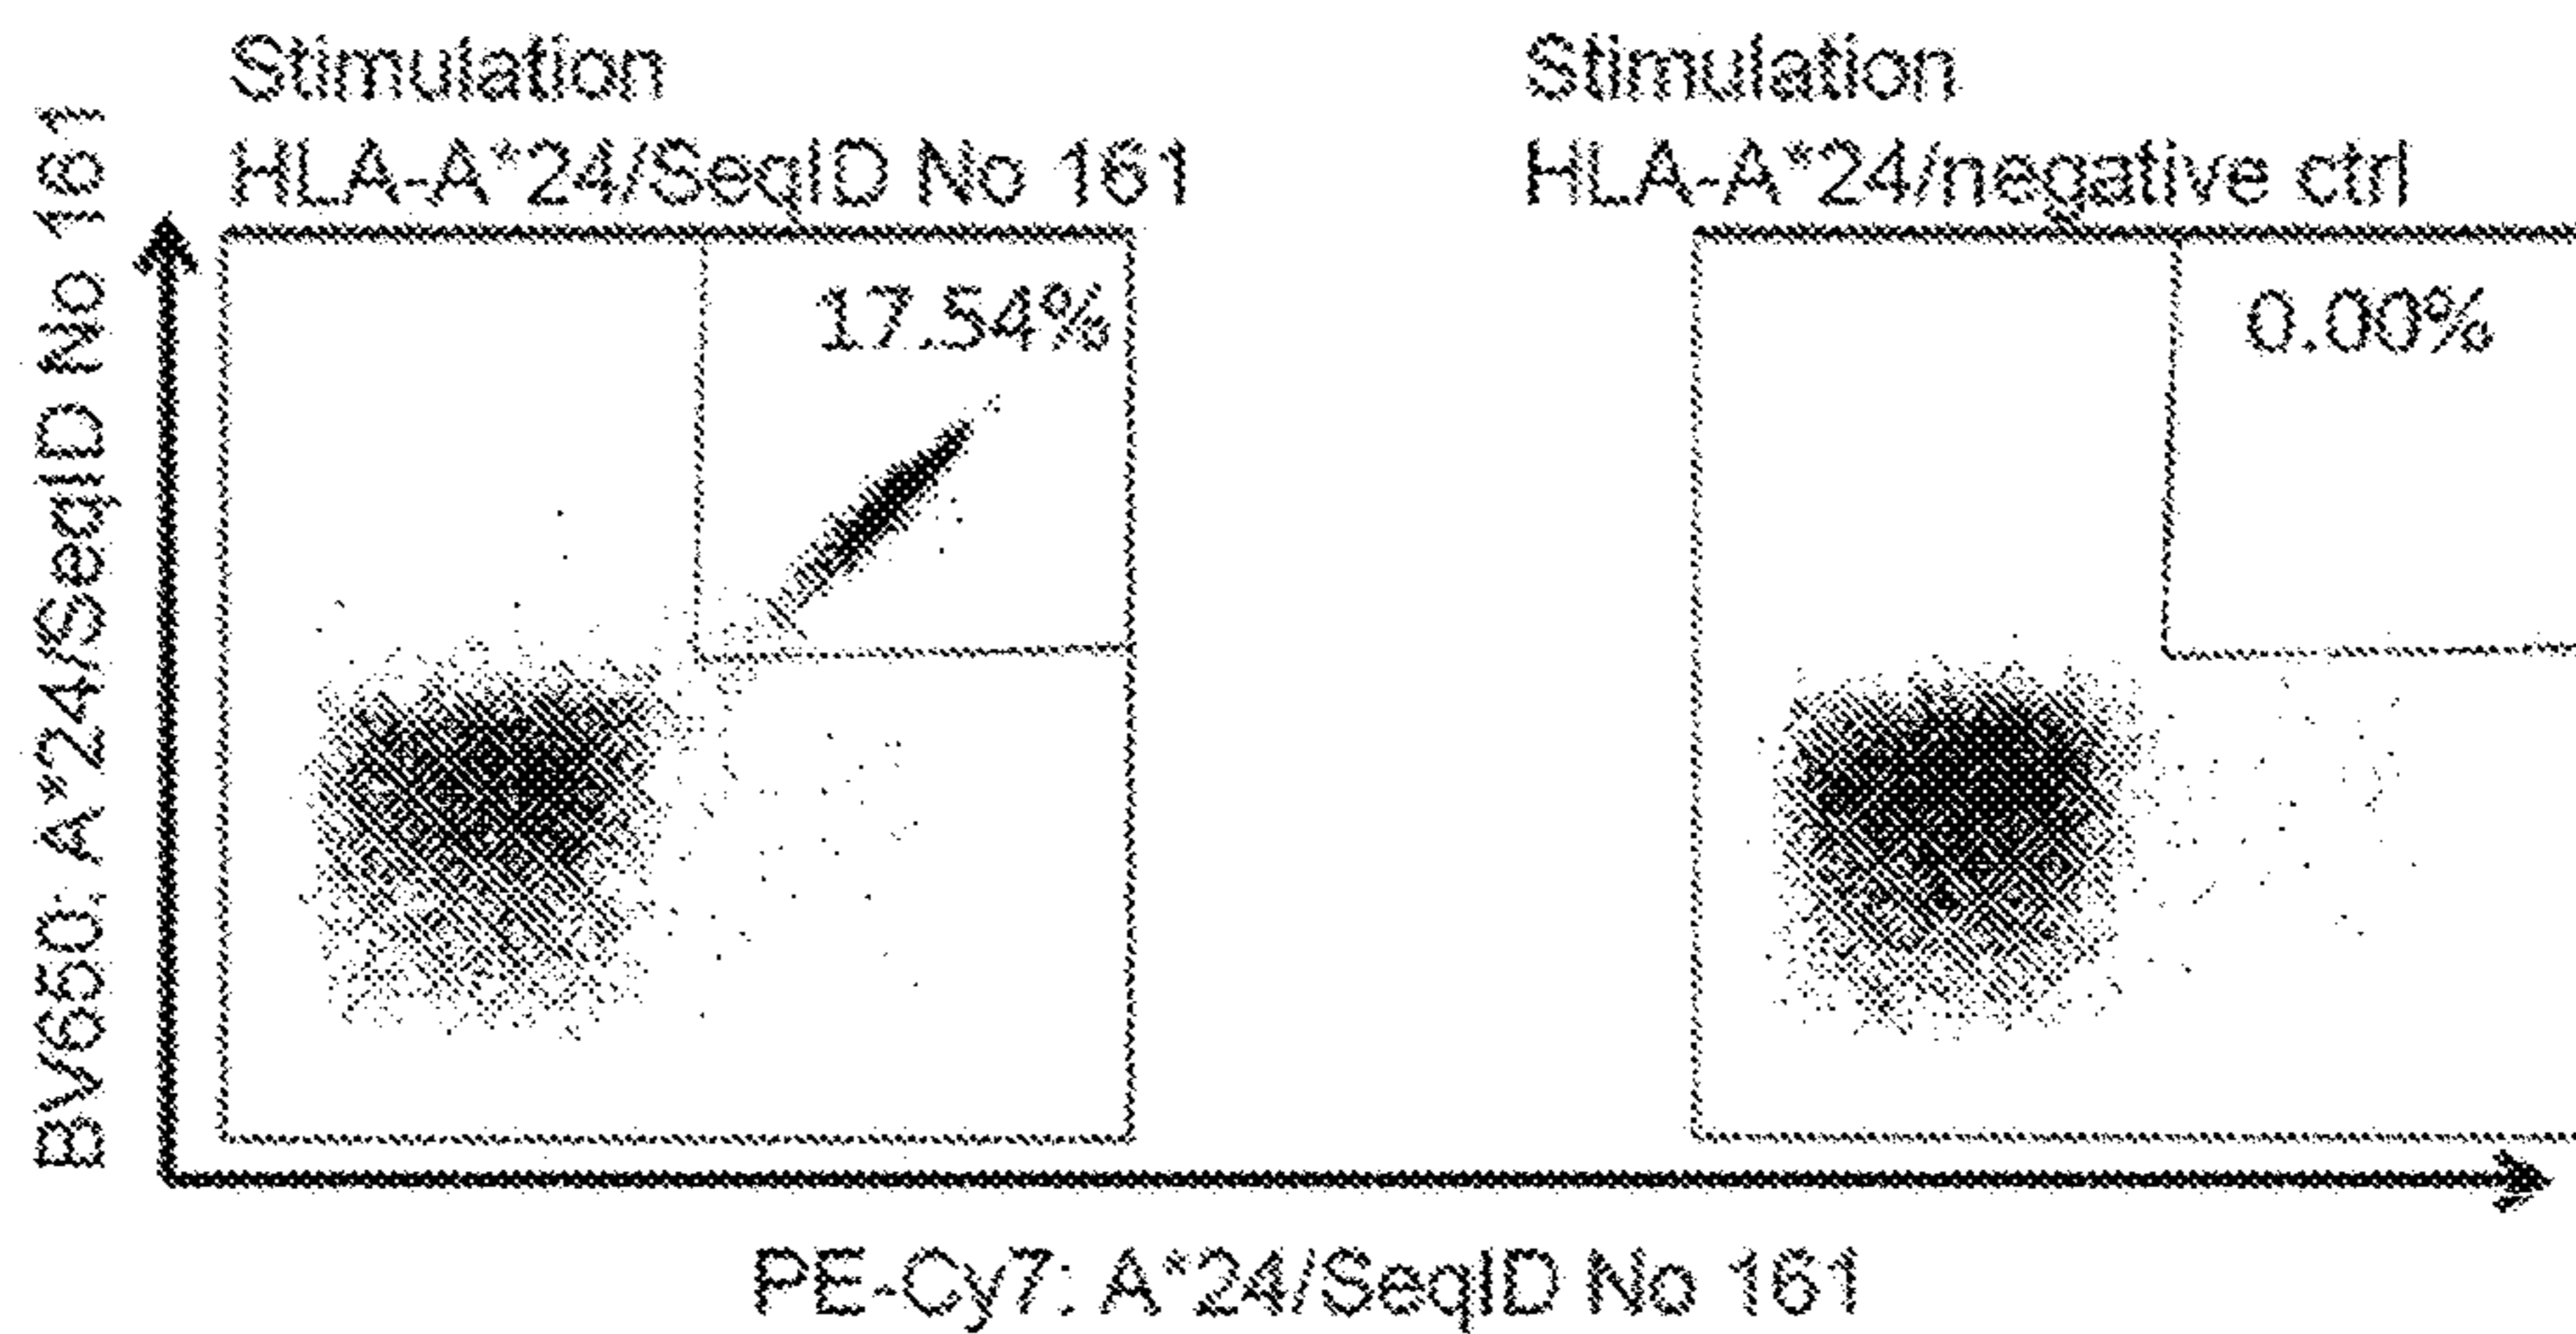 Stimulation
HLA-A*24/SeqID No 161
Stimulation
HLA-A*24/negative ctrl
BV650: A*24/SeqID No 161
17.54%
0.00%
PE-Cy7: A*24/SeqID No 161